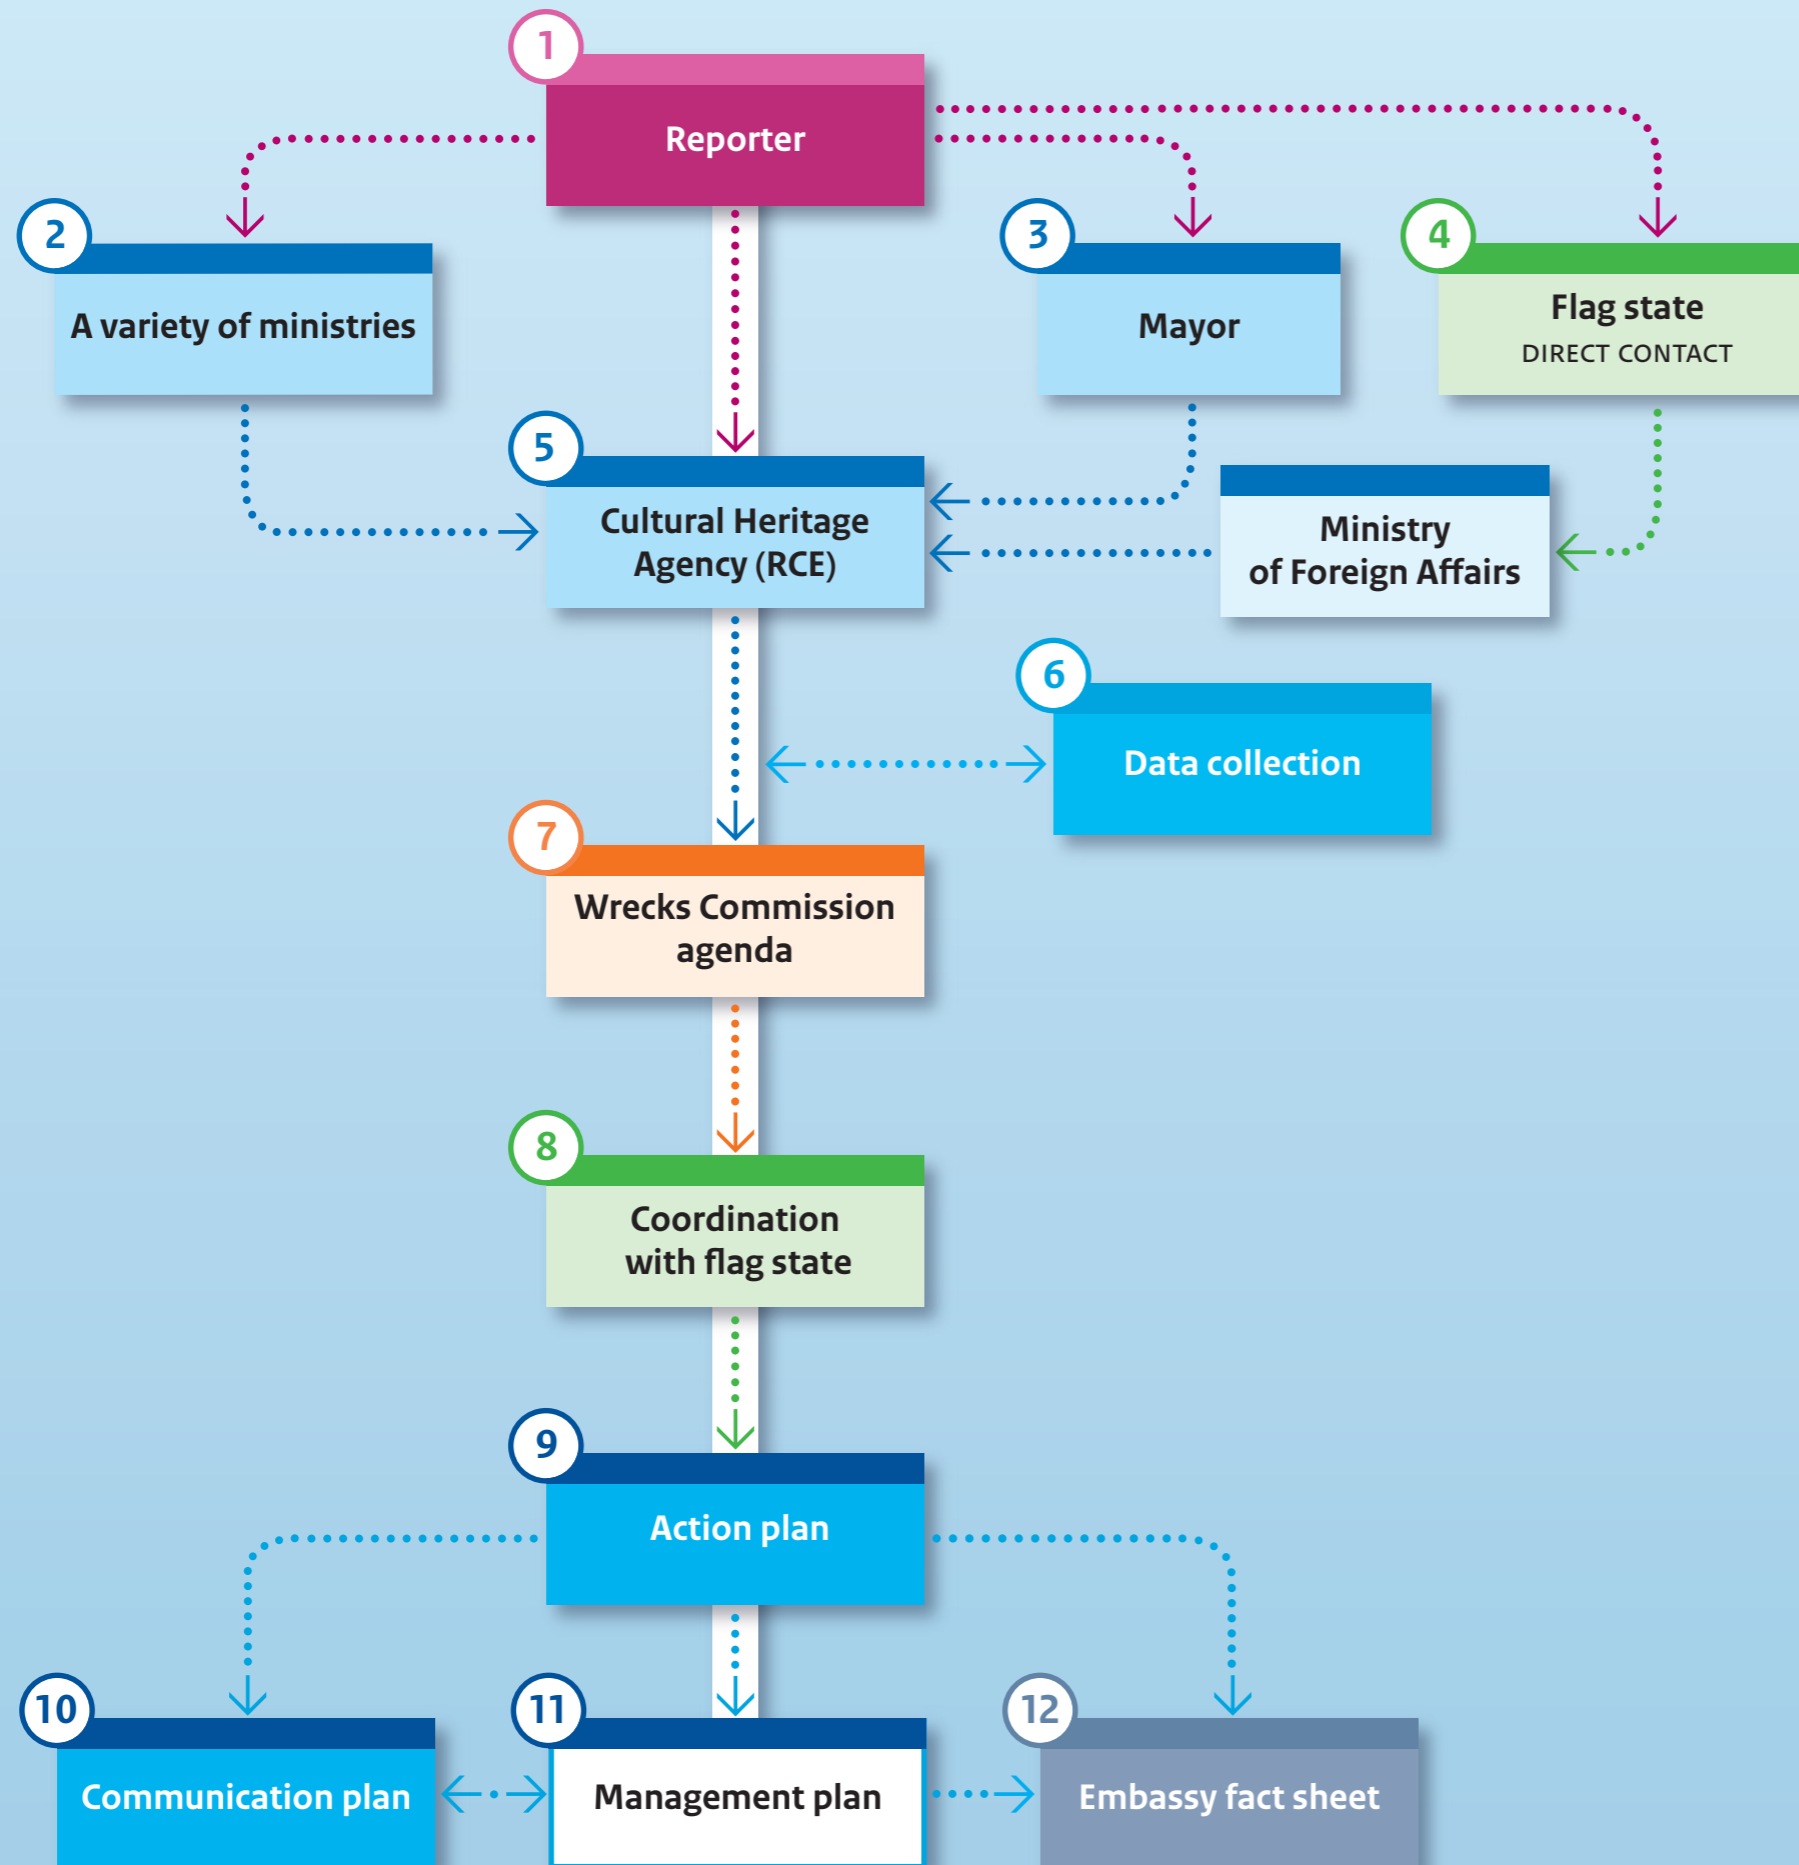 1
Reporter
2
A variety of ministries
3
Mayor
4
Flag state
DIRECT CONTACT
5
Cultural Heritage
Agency (RCE)
Ministry
of Foreign Affairs
6
Data collection
7
Wrecks Commission
agenda
8
Coordination
with flag state
9
Action plan
10
Communication plan
11
Management plan
12
Embassy fact sheet